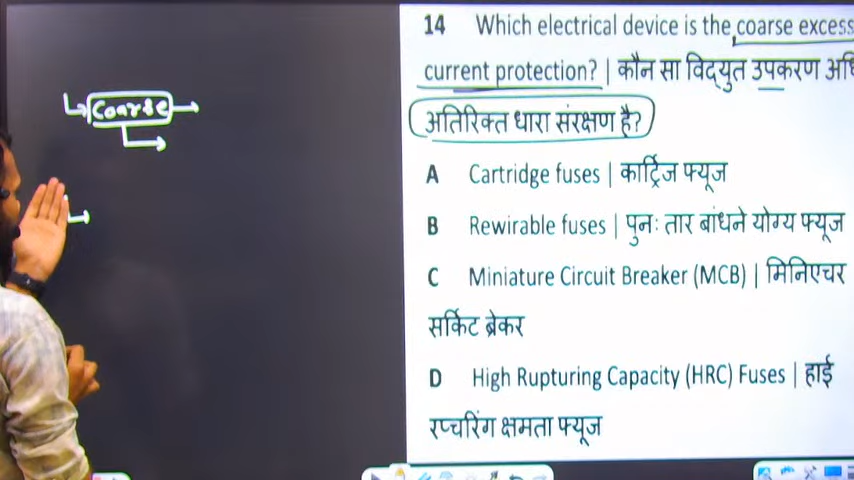 Coarse
14 Which electrical device is the coarse excess
current protection? | कौन सा विद्युत उपकरण
अतिरिक्त धारा संरक्षण है?
A Cartridge fuses | कार्ट्रिज फ्यूज
B Rewirable fuses | पुनः तार बांधने योग्य फ्यूज
C Miniature Circuit Breaker (MCB) | मिनिएचर
सर्किट ब्रेकर
D High Rupturing Capacity (HRC) Fuses | हाई
रप्चरिंग क्षमता फ्यूज